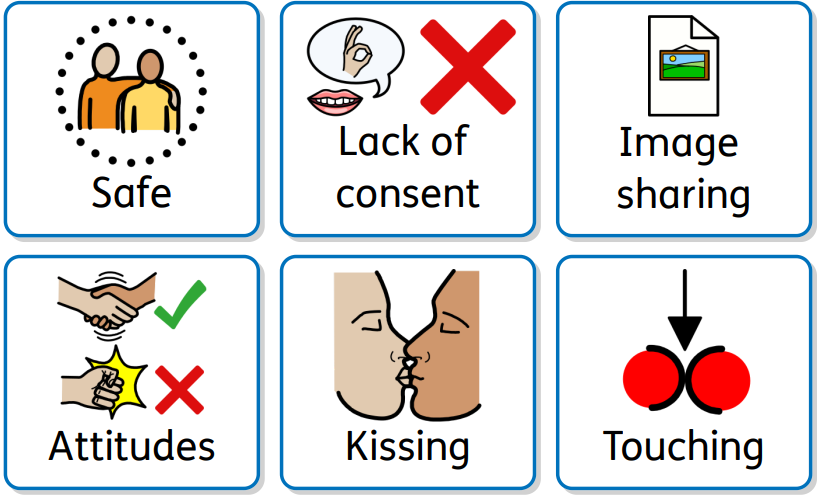 Safe
Lack of
consent
Image
sharing
Attitudes
Kissing
Touching